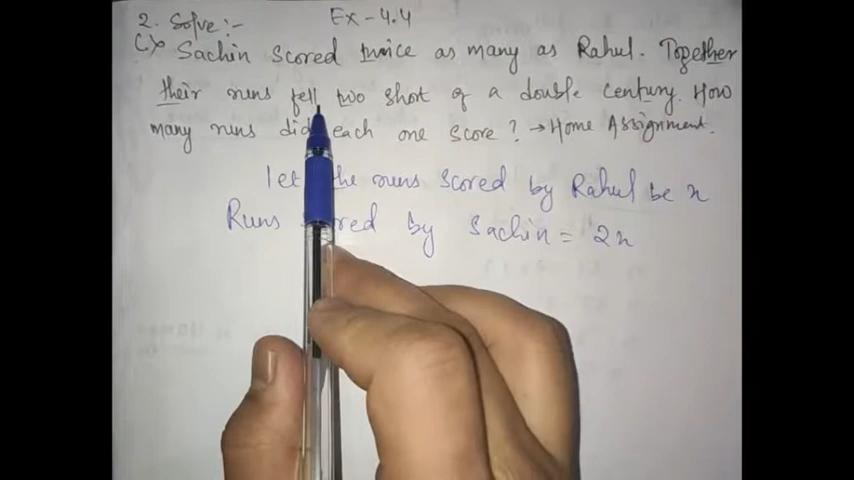 2. Solve:- Ex-4.4
C)> Sachin scored twice as many as Rahul. Together
their runs fell two short of a double century. How
many runs did each one score? →Home Assignment.
let the runs scored by Rahul be x
Runs scored by Sachin = 2x